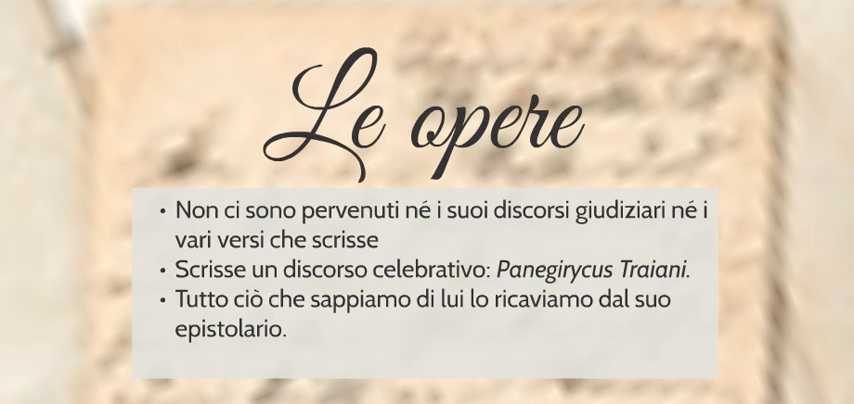 Le opere
• Non ci sono pervenuti né i suoi discorsi giudiziari né i
vari versi che scrisse
• Scrisse un discorso celebrativo: Panegirycus Traiani.
• Tutto ciò che sappiamo di lui lo ricaviamo dal suo
epistolario.